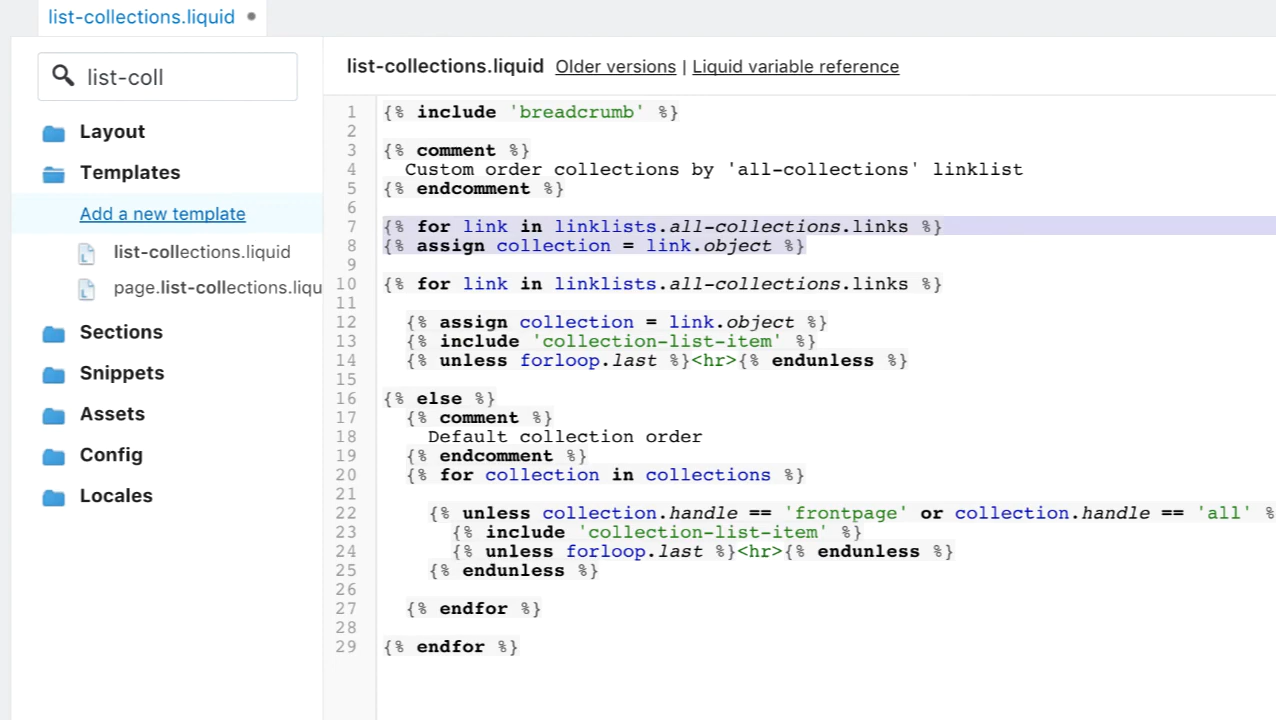 list-collections.liquid
list-coll
Layout
Templates
Add a new template
list-collections.liquid
page.list-collections.liqu
Sections
Snippets
Assets
Config
Locales
list-collections.liquid Older versions | Liquid variable reference
1 {% include 'breadcrumb' %}
2
3 {% comment %}
4 Custom order collections by 'all-collections' linklist
5 {% endcomment %}
6
7 {% for link in linklists.all-collections.links %}
8 {% assign collection = link.object %}
9
10 {% for link in linklists.all-collections.links %}
11
12 {% assign collection = link.object %}
13 {% include 'collection-list-item' %}
14 {% unless forloop.last %}<hr>{% endunless %}
15
16 {% else %}
17 {% comment %}
18 Default collection order
19 {% endcomment %}
20 {% for collection in collections %}
21
22 {% unless collection.handle == 'frontpage' or collection.handle == 'all' %
23 {% include 'collection-list-item' %}
24 {% unless forloop.last %}<hr>{% endunless %}
25 {% endunless %}
26
27 {% endfor %}
28
29 {% endfor %}